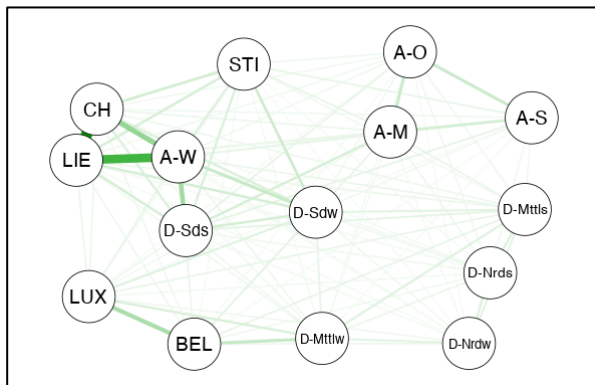 A-O
STI
CH
A-S
A-M
LIE
A-W
D-Mttls
D-Sdw
D-Sds
D-Nrds
LUX
D-Mttlw
BEL
D-Nrdw